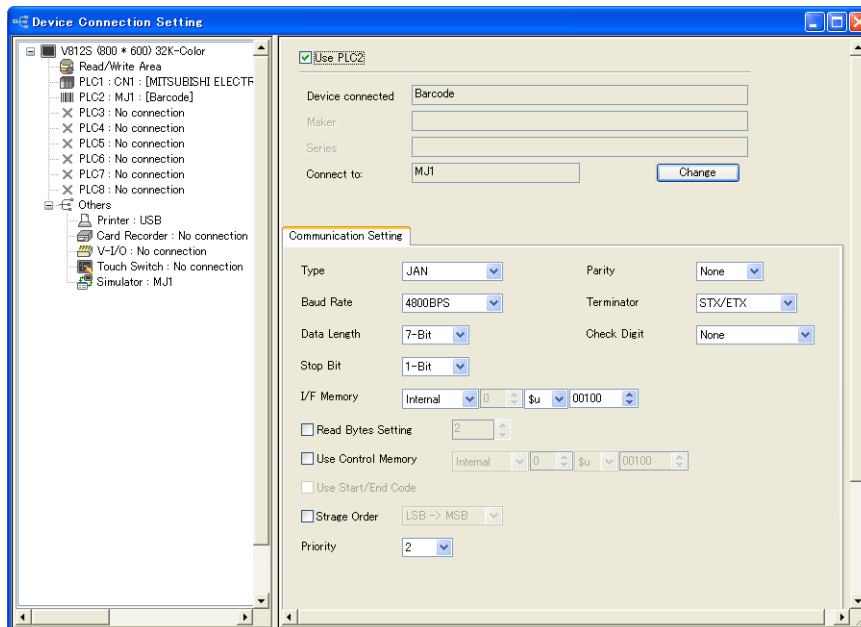 Device Connection Setting
V812S (800 * 600) 32K-Color
Read/Write Area
PLC1 : CN1 : [MITSUBISHI ELECTR
PLC2 : MJ1 : [Barcode]
PLC3 : No connection
PLC4 : No connection
PLC5 : No connection
PLC6 : No connection
PLC7 : No connection
PLC8 : No connection
Others
Printer : USB
Card Recorder : No connection
V-I/O : No connection
Touch Switch : No connection
Simulator : MJ1
Use PLC2
Device connected Barcode
Maker
Series
Connect to: MJ1 Change
Communication Setting
Type JAN Parity None
Baud Rate 4800BPS Terminator STX/ETX
Data Length 7-Bit Check Digit None
Stop Bit 1-Bit
I/F Memory Internal 0 $u 00100
Read Bytes Setting 2
Use Control Memory Internal 0 $u 00100
Use Start/End Code
Strage Order LSB -> MSB
Priority 2